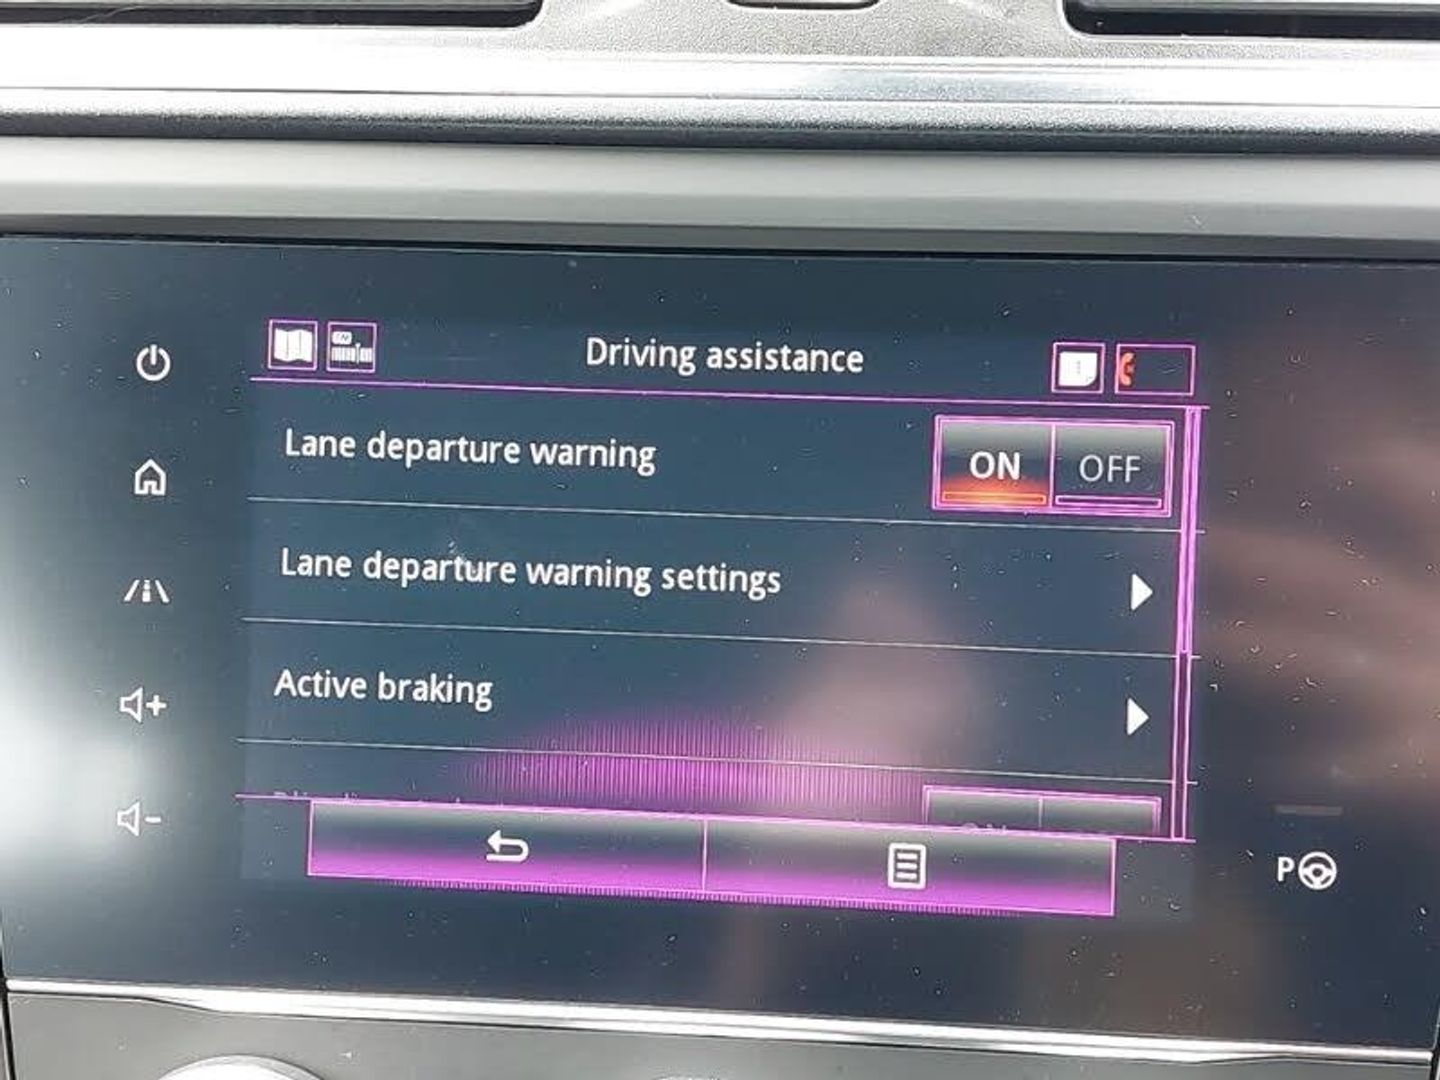 Driving assistance
Lane departure warning
ON OFF
Lane departure warning settings
Active braking
P